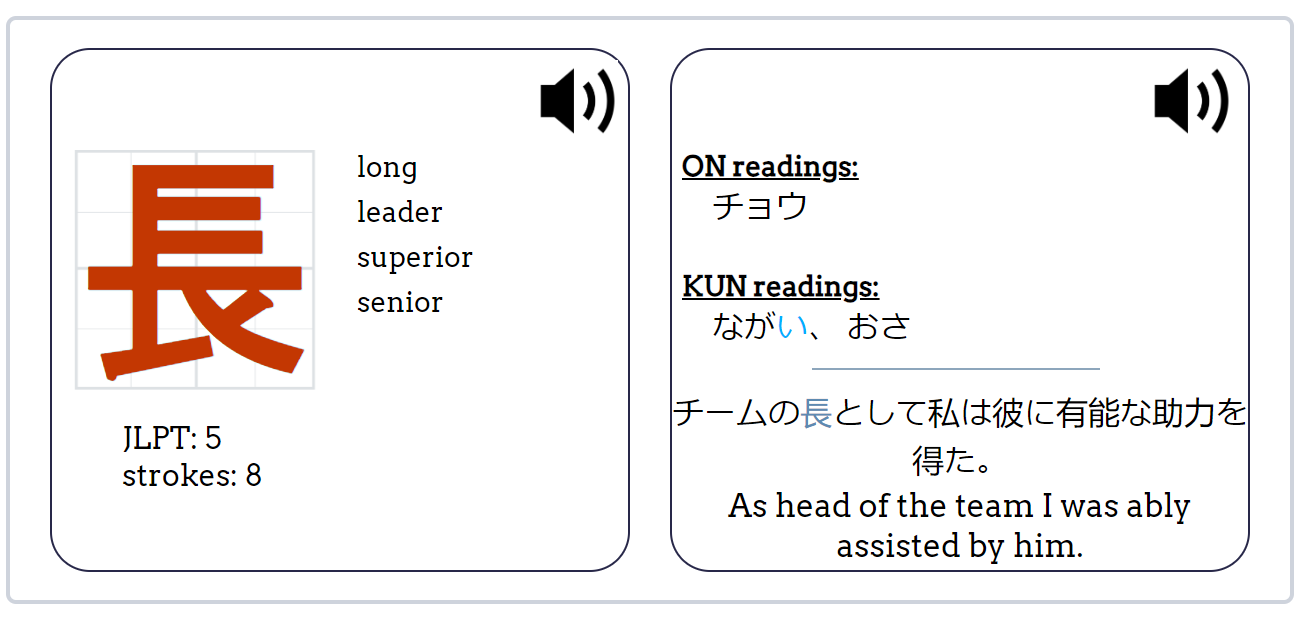 長
long
leader
superior
senior
JLPT: 5
strokes: 8
ON readings:
チョウ
KUN readings:
ながい、 おさ
チームの長として私は彼に有能な助力を
得た。
As head of the team I was ably
assisted by him.